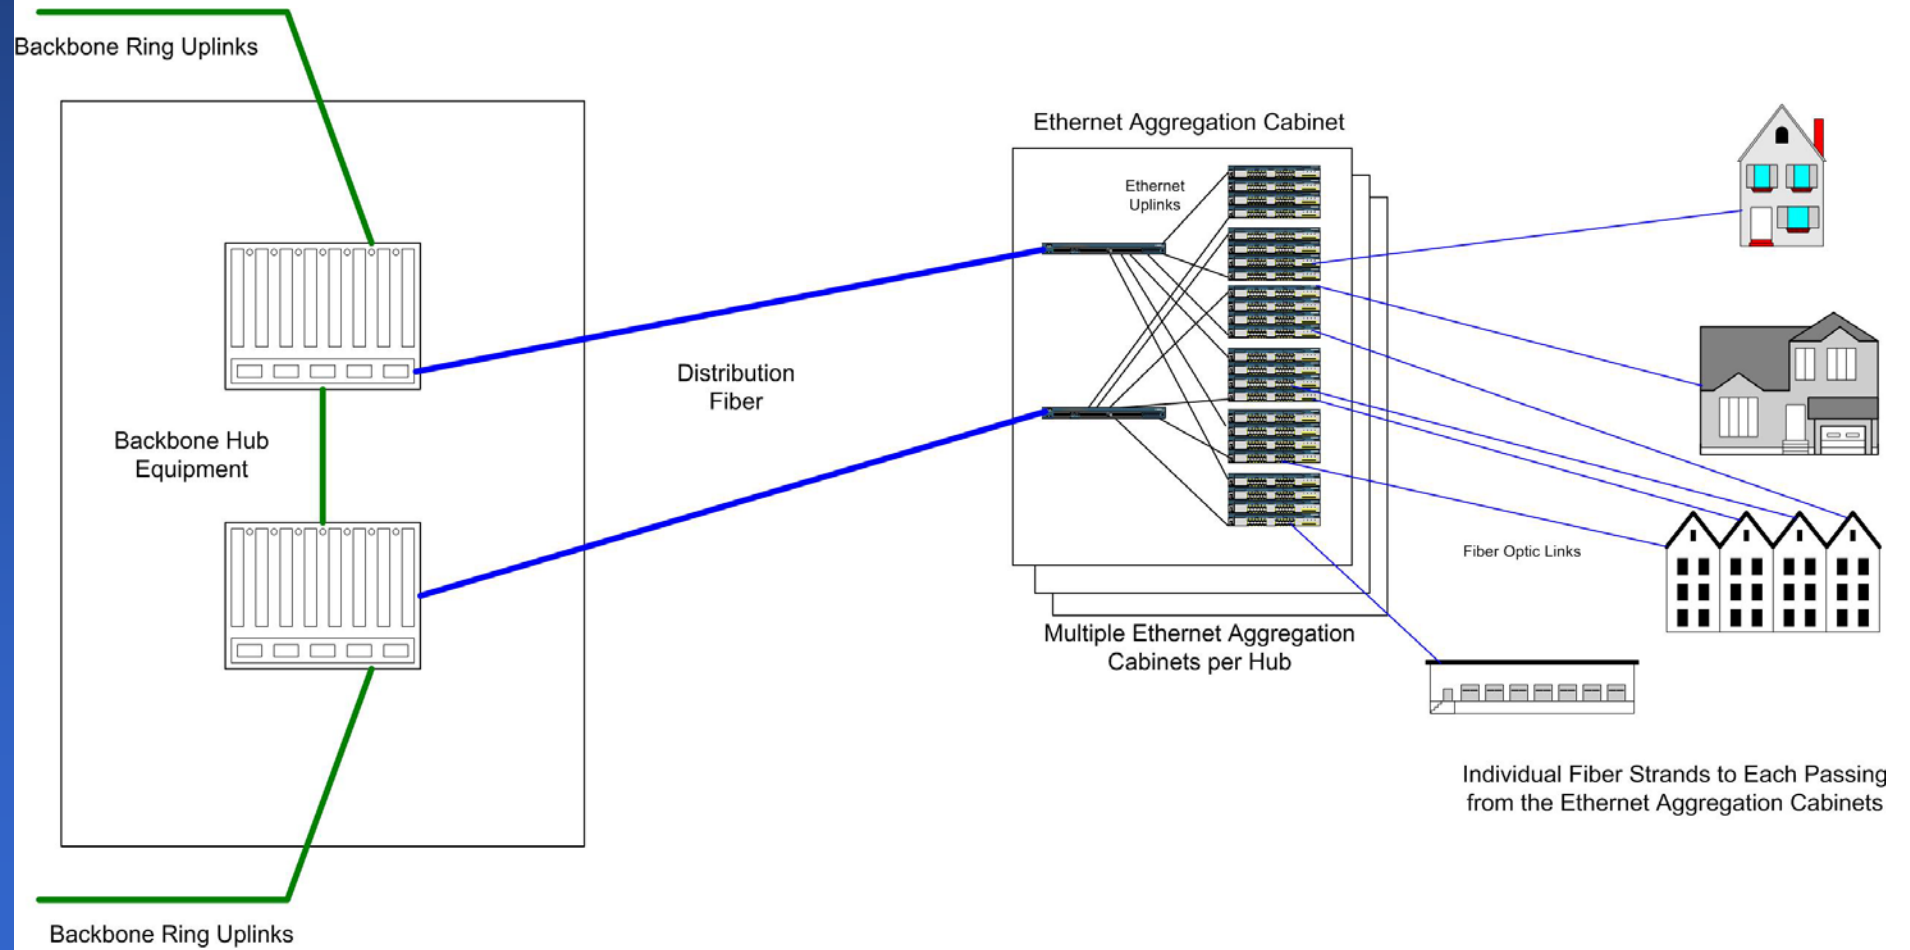 Backbone Ring Uplinks
Ethernet Aggregation Cabinet
Ethernet
Uplinks
Distribution
Fiber
Backbone Hub
Equipment
Fiber Optic Links
Multiple Ethernet Aggregation
Cabinets per Hub
Individual Fiber Strands to Each Passing
from the Ethernet Aggregation Cabinets
Backbone Ring Uplinks